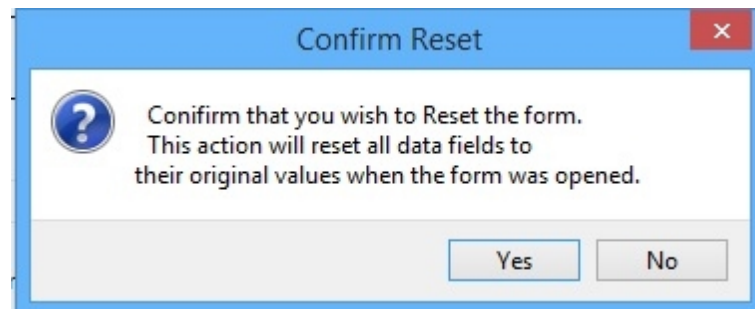 Confirm Reset
Conifirm that you wish to Reset the form.
This action will reset all data fields to
their original values when the form was opened.
Yes
No